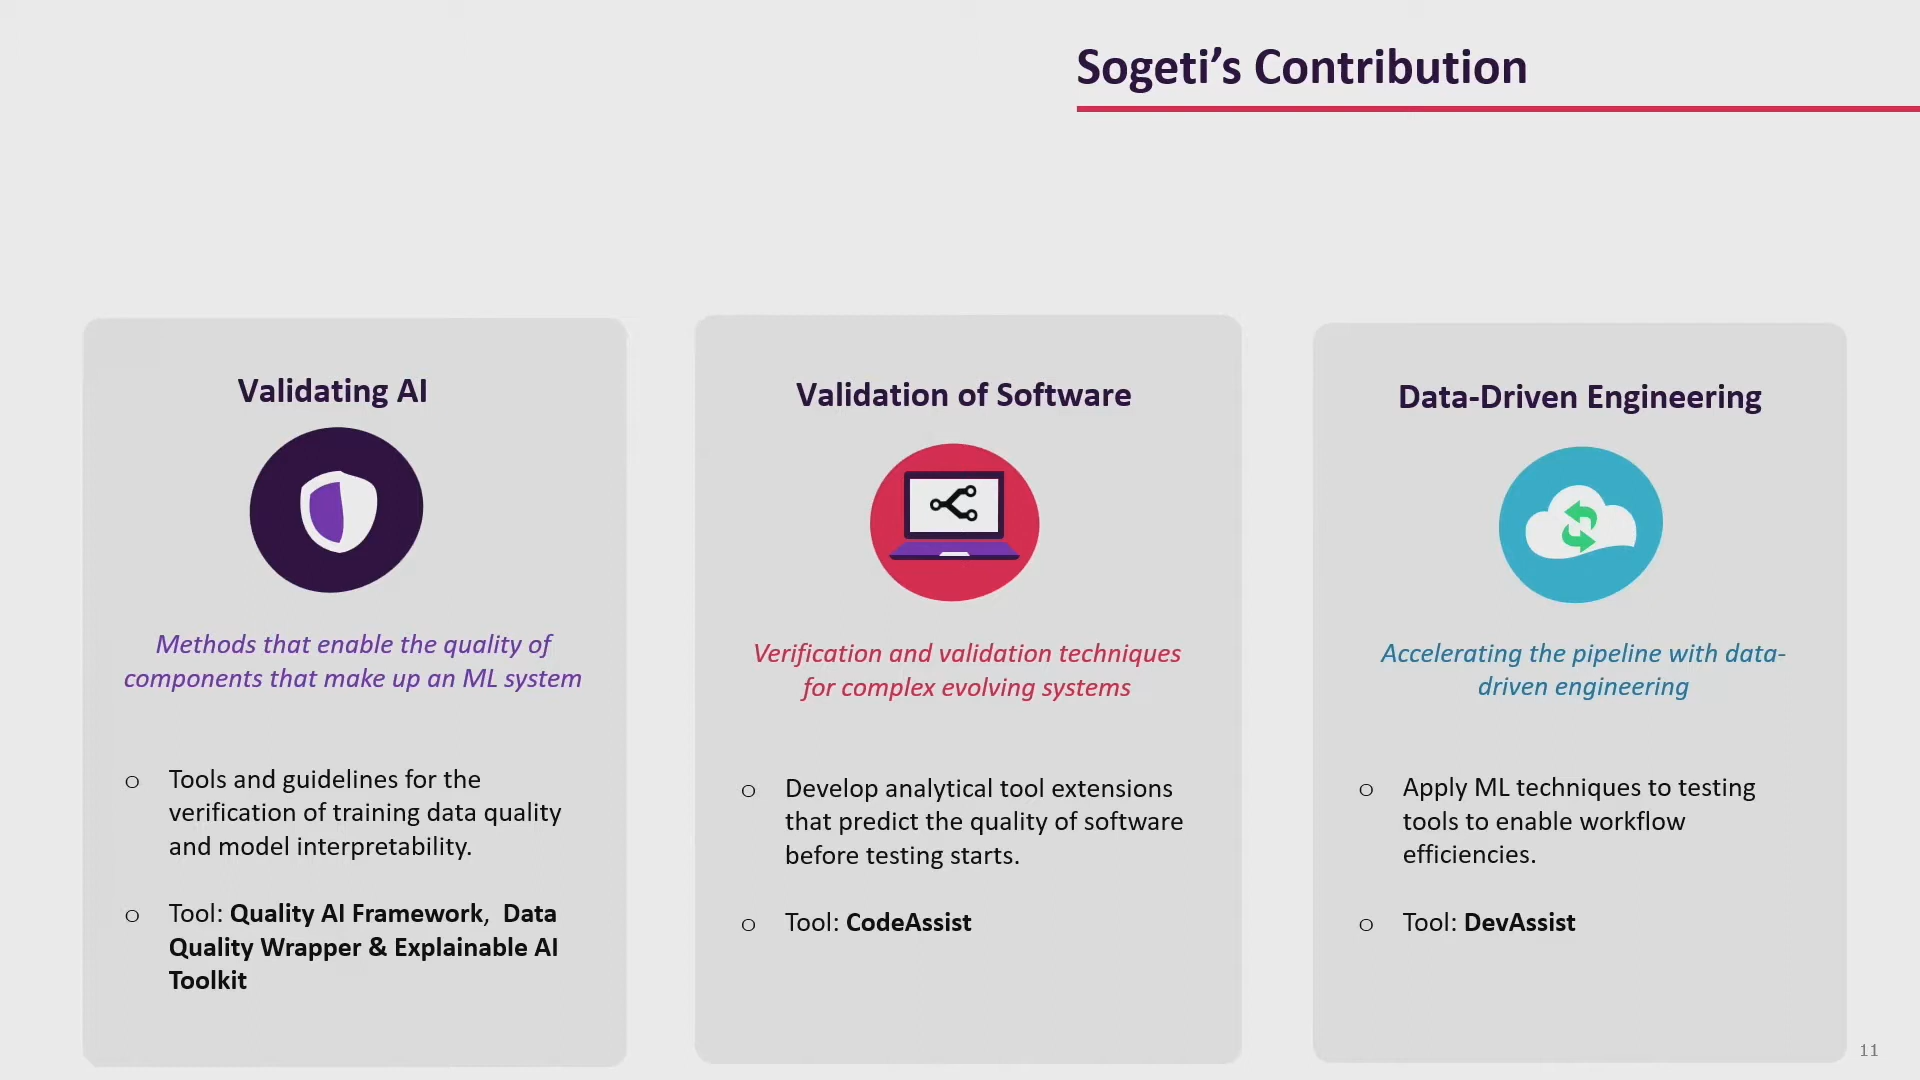 Sogeti’s Contribution
Validating AI
Methods that enable the quality of
components that make up an ML system
o Tools and guidelines for the
verification of training data quality
and model interpretability.
o Tool: Quality AI Framework,  Data
Quality Wrapper & Explainable AI
Toolkit
Validation of Software
Verification and validation techniques
for complex evolving systems
o Develop analytical tool extensions
that predict the quality of software
before testing starts.
o Tool: CodeAssist
Data-Driven Engineering
Accelerating the pipeline with data-
driven engineering
o Apply ML techniques to testing
tools to enable workflow
efficiencies.
o Tool: DevAssist
11